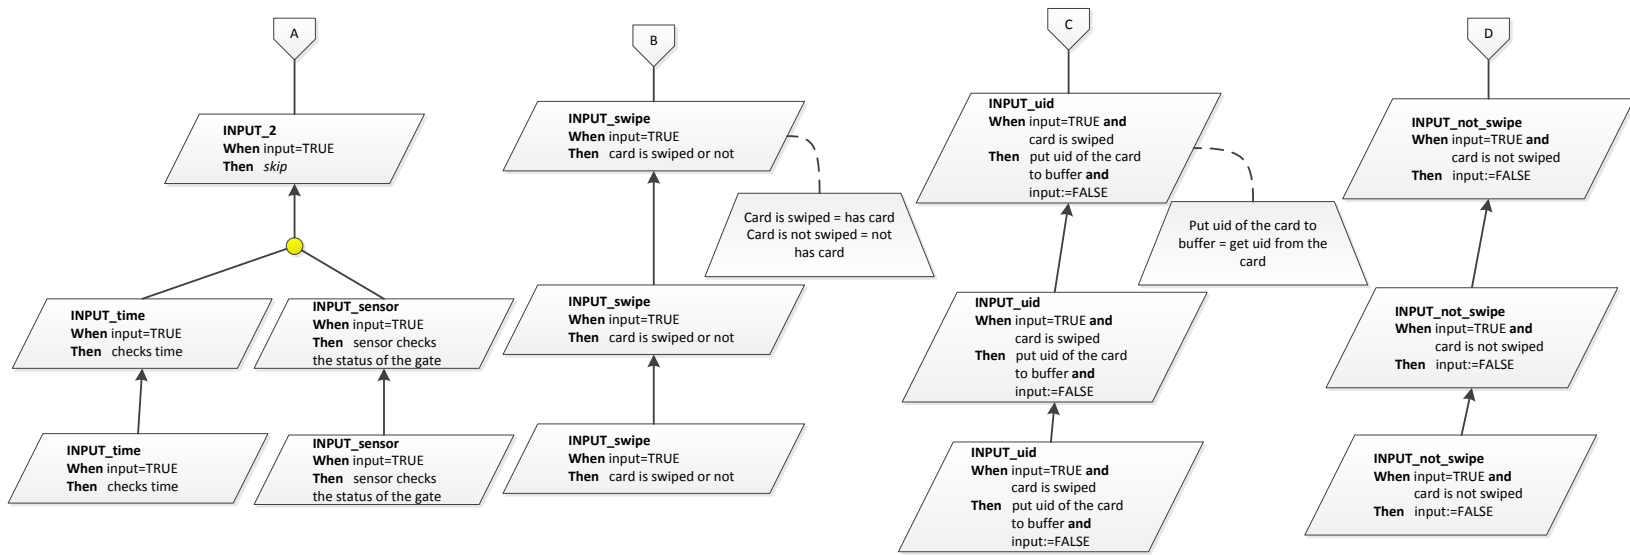 A
INPUT_2
When input=TRUE
Then skip
INPUT_time
When input=TRUE
Then checks time
INPUT_sensor
When input=TRUE
Then sensor checks
the status of the gate
INPUT_time
When input=TRUE
Then checks time
INPUT_sensor
When input=TRUE
Then sensor checks
the status of the gate
B
INPUT_swipe
When input=TRUE
Then card is swiped or not
Card is swiped = has card
Card is not swiped = not
has card
INPUT_swipe
When input=TRUE
Then card is swiped or not
INPUT_swipe
When input=TRUE
Then card is swiped or not
C
INPUT_uid
When input=TRUE and
card is swiped
Then put uid of the card
to buffer and
input:=FALSE
Put uid of the card to
buffer = get uid from the
card
INPUT_uid
When input=TRUE and
card is swiped
Then put uid of the card
to buffer and
input:=FALSE
INPUT_uid
When input=TRUE and
card is swiped
Then put uid of the card
to buffer and
input:=FALSE
D
INPUT_not_swipe
When input=TRUE and
card is not swiped
Then input:=FALSE
INPUT_not_swipe
When input=TRUE and
card is not swiped
Then input:=FALSE
INPUT_not_swipe
When input=TRUE and
card is not swiped
Then input:=FALSE